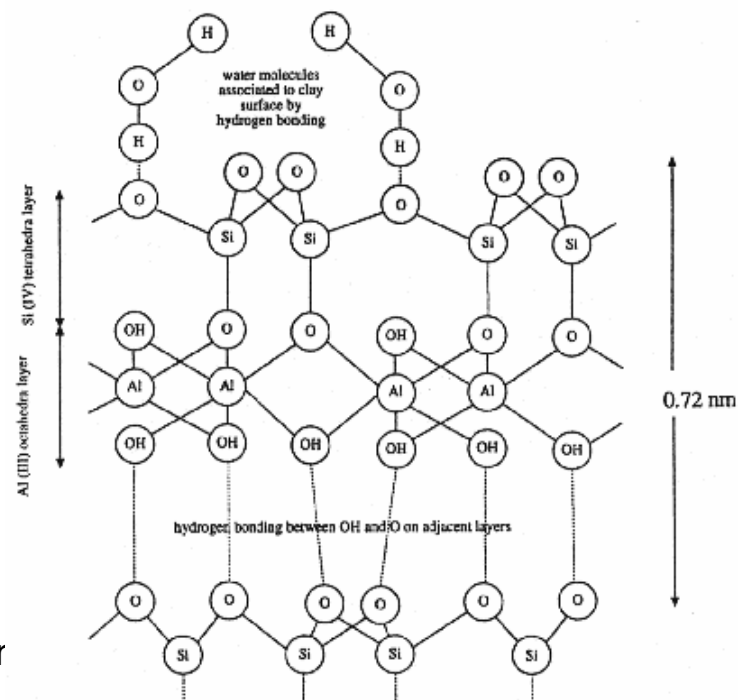 H H
water molecules
associated to clay
surface by
hydrogen bonding
O O
H H
O O O O
O O
Si Si Si Si
Si (IV) tetrahedra layer
OH O O OH O O
Al Al Al Al
0.72 nm
OH OH OH OH OH OH
Al (III) octahedra layer
hydrogen bonding between OH and O on adjacent layers
O O O O O O
Si Si Si Si
r